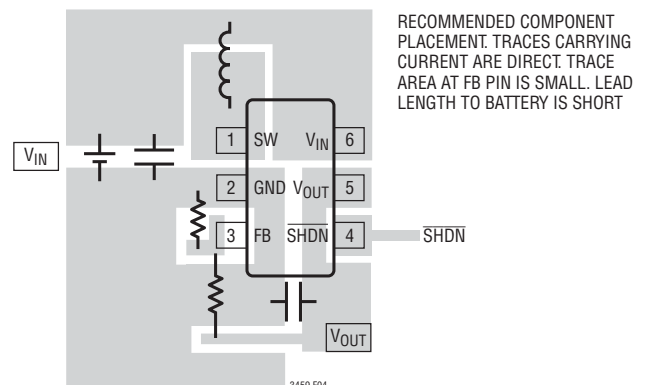 RECOMMENDED COMPONENT
PLACEMENT. TRACES CARRYING
CURRENT ARE DIRECT. TRACE
AREA AT FB PIN IS SMALL. LEAD
LENGTH TO BATTERY IS SHORT
1 SW VIN 6
VIN
2 GND VOUT 5
3 FB SHDN 4 SHDN
VOUT
3459 F04